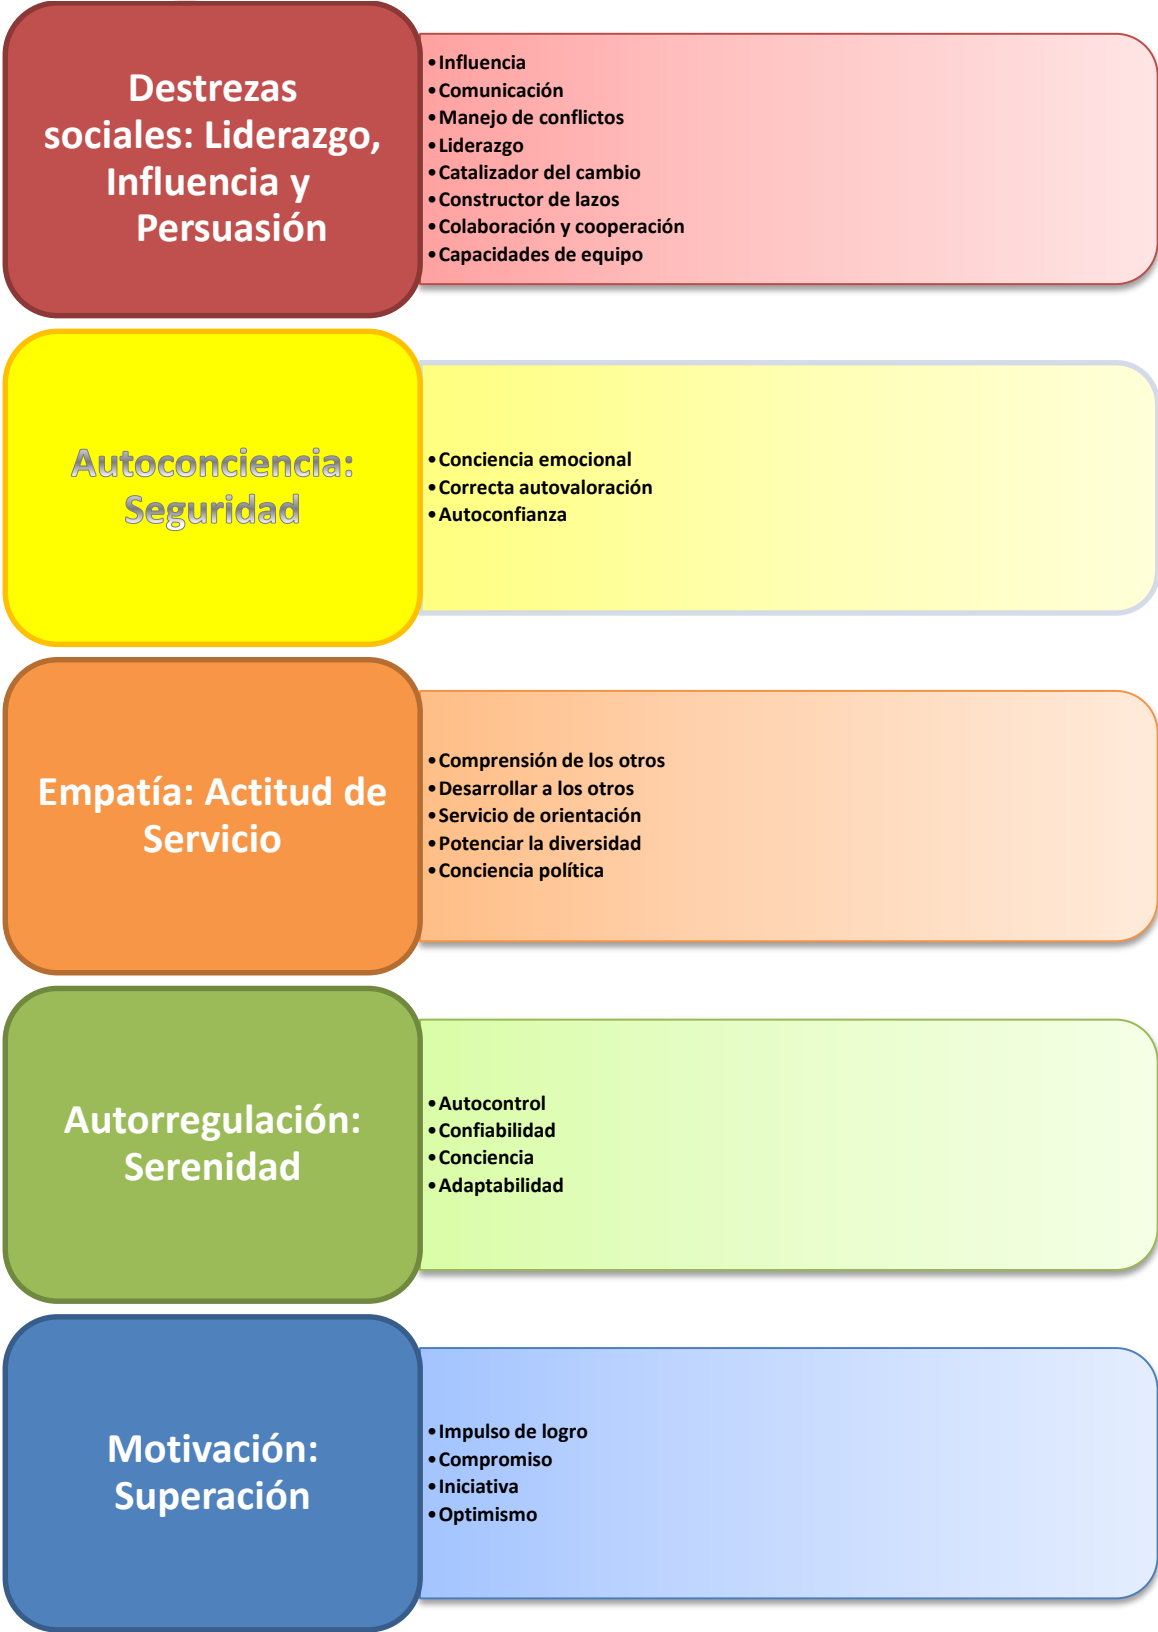 Destrezas
sociales: Liderazgo,
Influencia y
Persuasión
•Influencia
•Comunicación
•Manejo de conflictos
•Liderazgo
•Catalizador del cambio
•Constructor de lazos
•Colaboración y cooperación
•Capacidades de equipo
Autoconciencia:
Seguridad
•Conciencia emocional
•Correcta autovaloración
•Autoconfianza
Empatía: Actitud de
Servicio
•Comprensión de los otros
•Desarrollar a los otros
•Servicio de orientación
•Potenciar la diversidad
•Conciencia política
Autorregulación:
Serenidad
•Autocontrol
•Confiabilidad
•Conciencia
•Adaptabilidad
Motivación:
Superación
•Impulso de logro
•Compromiso
•Iniciativa
•Optimismo